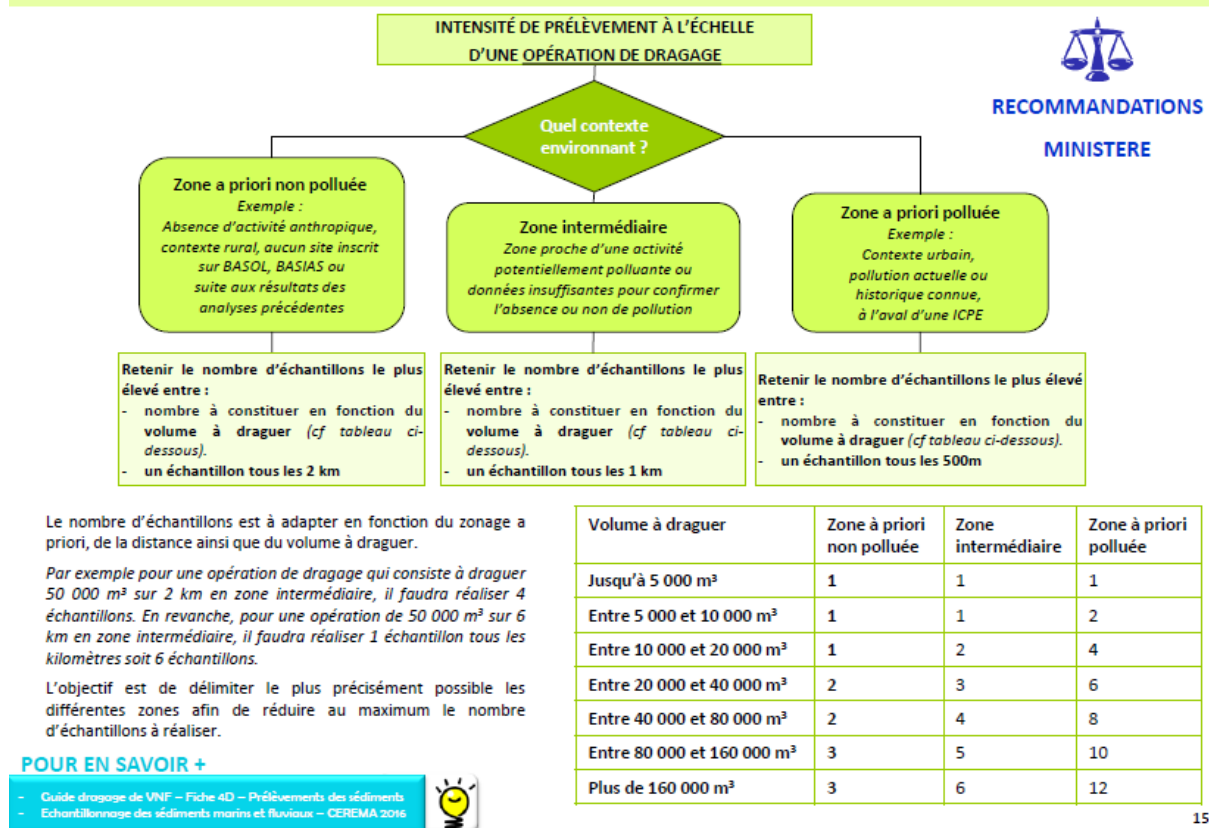 INTENSITÉ DE PRÉLÈVEMENT À L'ÉCHELLE
D'UNE OPÉRATION DE DRAGAGE
RECOMMANDATIONS
MINISTERE
Quel contexte
environnant ?
Zone a priori non polluée
Exemple :
Absence d'activité anthropique,
contexte rural, aucun site inscrit
sur BASOL, BASIAS ou
suite aux résultats des
analyses précédentes
Zone intermédiaire
Zone proche d'une activité
potentiellement polluante ou
données insuffisantes pour confirmer
l'absence ou non de pollution
Zone a priori polluée
Exemple :
Contexte urbain,
pollution actuelle ou
historique connue,
à l'aval d'une ICPE
Retenir le nombre d'échantillons le plus
élevé entre :
- nombre à constituer en fonction du
volume à draguer (cf tableau ci-
dessous).
- un échantillon tous les 2 km
Retenir le nombre d'échantillons le plus
élevé entre :
- nombre à constituer en fonction du
volume à draguer (cf tableau ci-
dessous).
- un échantillon tous les 1 km
Retenir le nombre d'échantillons le plus élevé
entre :
- nombre à constituer en fonction du
volume à draguer (cf tableau ci-dessous).
- un échantillon tous les 500m
Le nombre d'échantillons est à adapter en fonction du zonage a
priori, de la distance ainsi que du volume à draguer.
Par exemple pour une opération de dragage qui consiste à draguer
50 000 m³ sur 2 km en zone intermédiaire, il faudra réaliser 4
échantillons. En revanche, pour une opération de 50 000 m³ sur 6
km en zone intermédiaire, il faudra réaliser 1 échantillon tous les
kilomètres soit 6 échantillons.
L'objectif est de délimiter le plus précisément possible les
différentes zones afin de réduire au maximum le nombre
d'échantillons à réaliser.
Volume à draguer Zone à priori non polluée Zone intermédiaire Zone à priori polluée
Jusqu'à 5 000 m³ 1 1 1
Entre 5 000 et 10 000 m³ 1 1 2
Entre 10 000 et 20 000 m³ 1 2 4
Entre 20 000 et 40 000 m³ 2 3 6
Entre 40 000 et 80 000 m³ 2 4 8
Entre 80 000 et 160 000 m³ 3 5 10
Plus de 160 000 m³ 3 6 12
POUR EN SAVOIR +
- Guide dragage de VNF – Fiche 4D – Prélèvements des sédiments
- Echantillonnage des sédiments marins et fluviaux – CEREMA 2016
15